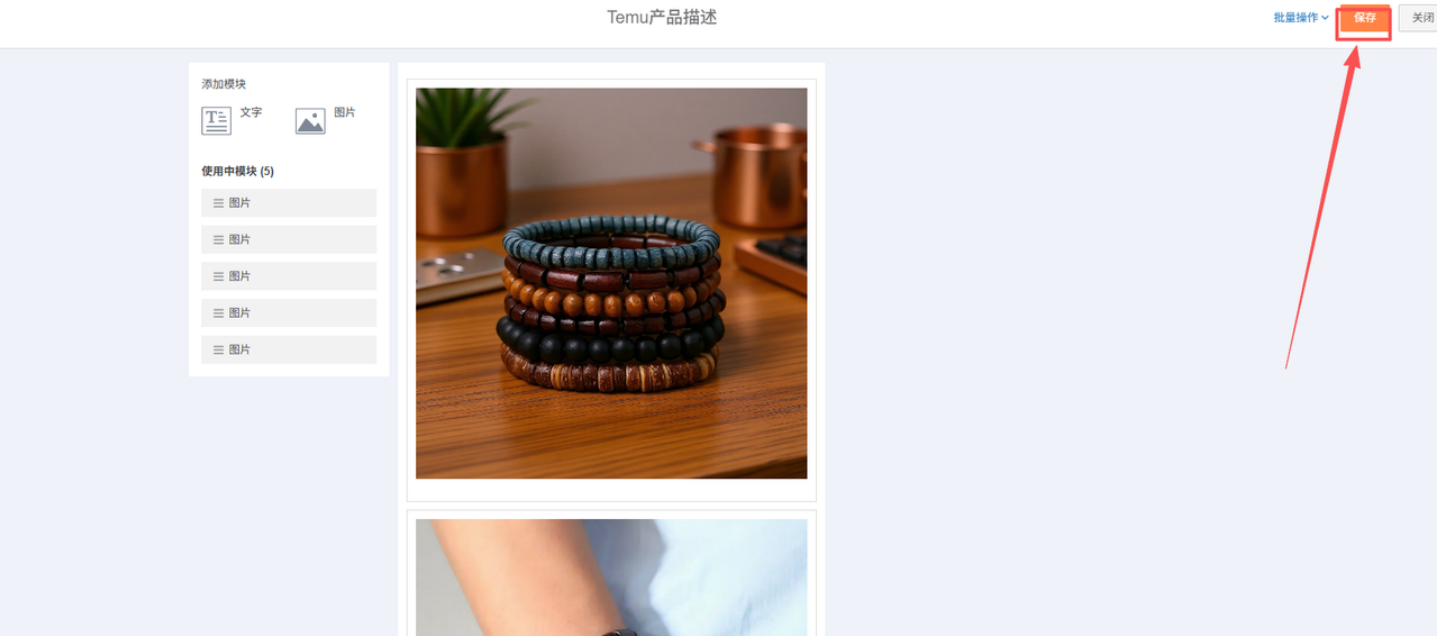 Temu产品描述
批量操作
保存
关闭
添加模块
文字
图片
使用中模块 (5)
图片
图片
图片
图片
图片